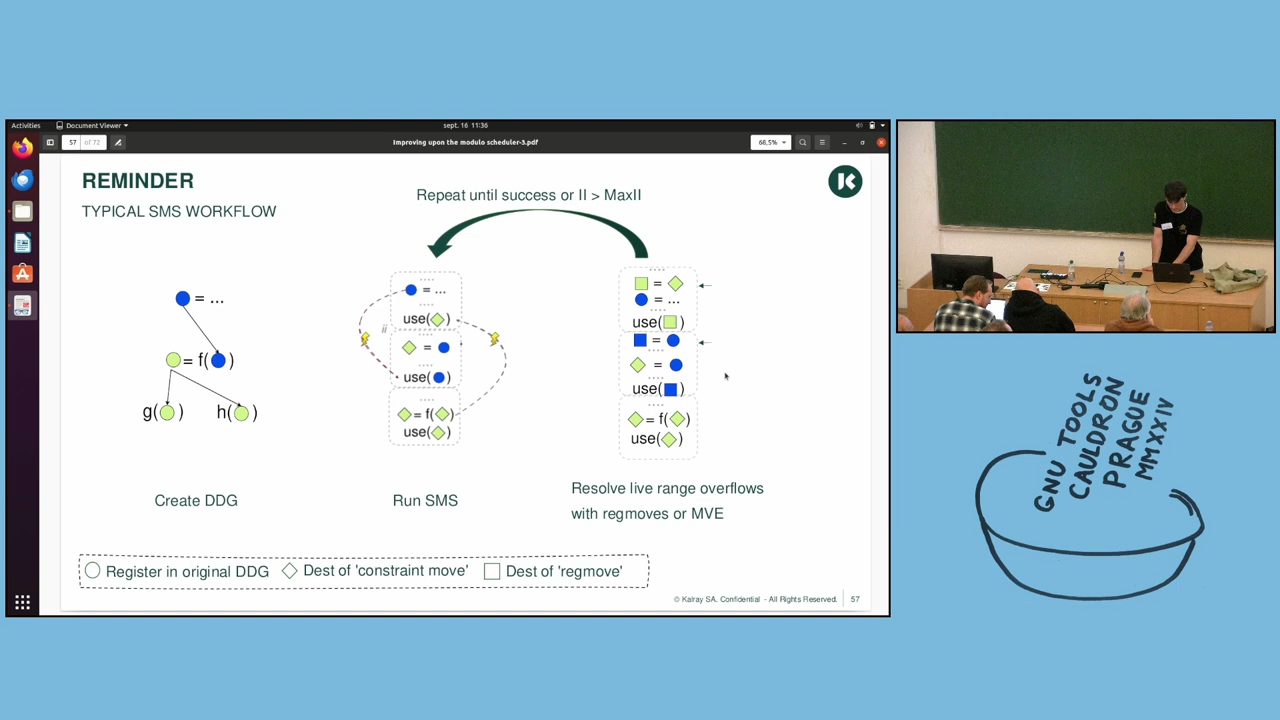 Activities
Document Viewer
sept. 16 11:36
57 of 72
Improving upon the modulo scheduler-3.pdf
68,5%
REMINDER
TYPICAL SMS WORKFLOW
Repeat until success or II > MaxII
= ...
= f( )
g( ) h( )
Create DDG
....
= ...
....
use( )
ii
....
=
....
use( )
....
= f( )
use( )
Run SMS
....
=
= ...
....
use( )
=
....
=
....
use( )
....
= f( )
use( )
Resolve live range overflows
with regmoves or MVE
Register in original DDG
Dest of 'constraint move'
Dest of 'regmove'
© Kalray SA. Confidential - All Rights Reserved.
57
K
GNU TOOLS
CAULDRON
PRAGUE
MMXXIV